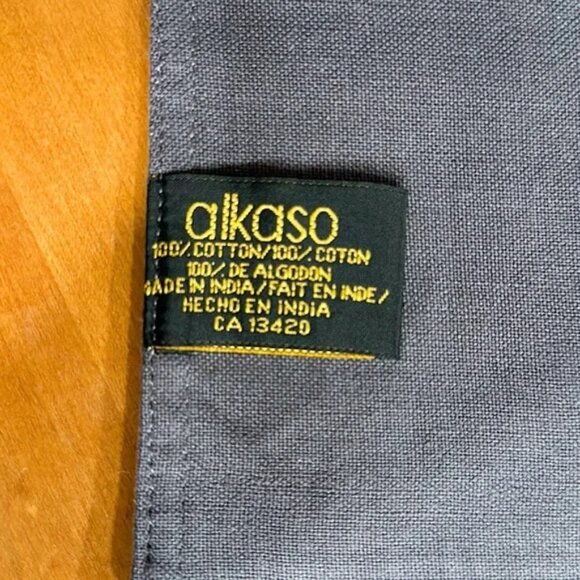 alkaso
100% COTTON/100% COTON
100% DE ALGODON
MADE IN INDIA/FAIT EN INDE/
HECHO EN INDIA
CA 13420